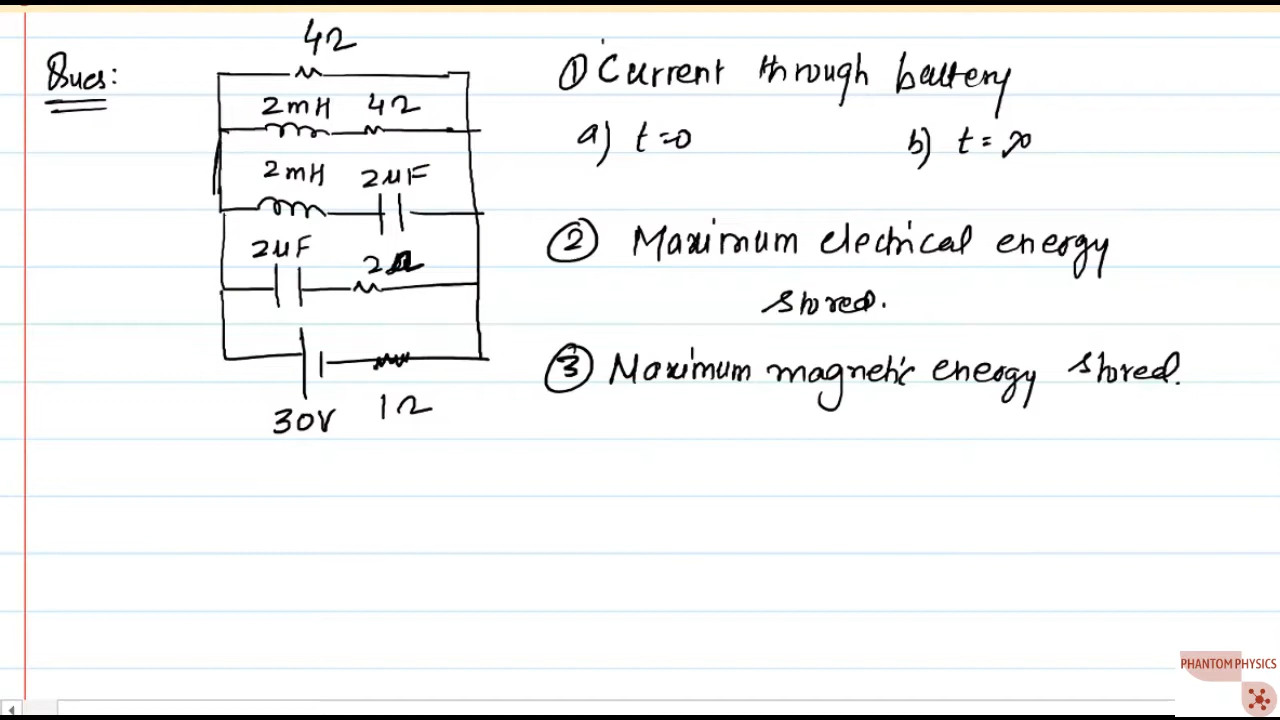 Ques:
4Ω
2mH 4Ω
2mH 2μF
2μF 2Ω
30V 1Ω
① Current through battery
a) t=0 b) t=∞
② Maximum electrical energy
stored.
③ Maximum magnetic energy stored.
PHANTOM PHYSICS